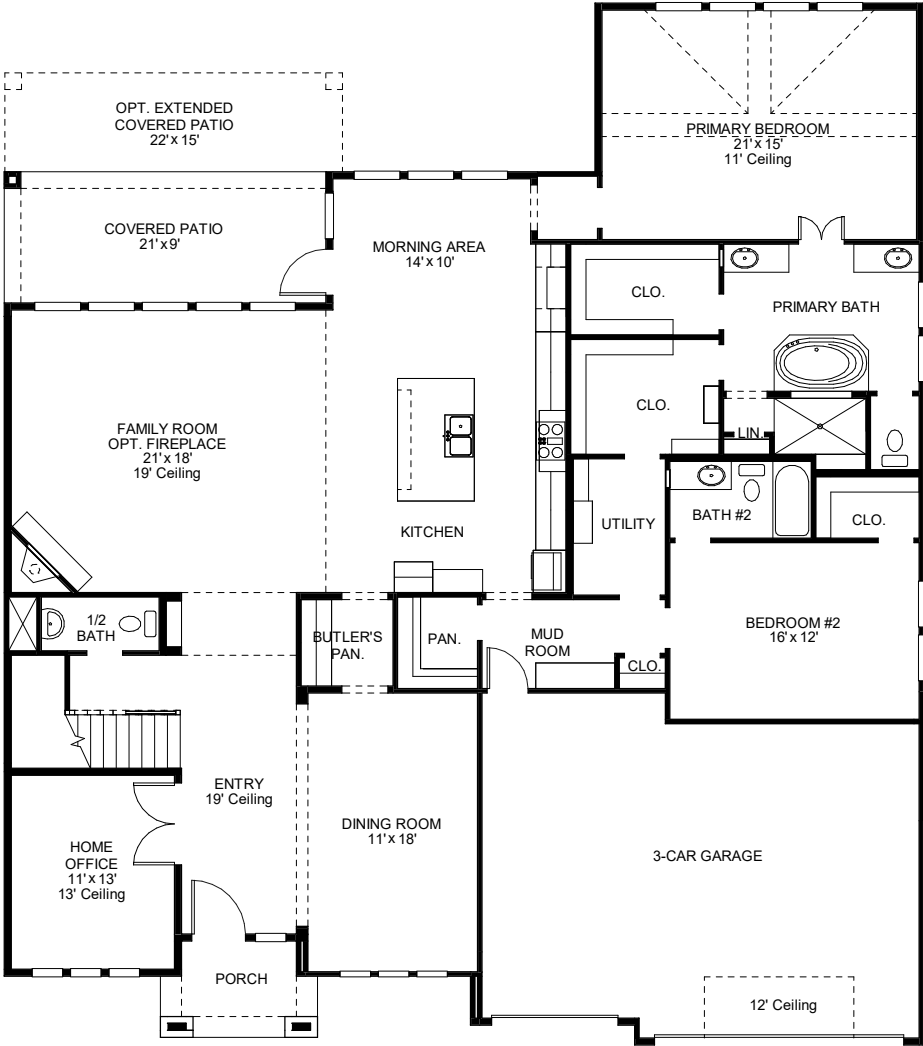 OPT. EXTENDED
COVERED PATIO
22' x 15'
PRIMARY BEDROOM
21' x 15'
11' Ceiling
COVERED PATIO
21' x 9'
MORNING AREA
14' x 10'
CLO.
PRIMARY BATH
CLO.
LIN.
FAMILY ROOM
OPT. FIREPLACE
21' x 18'
19' Ceiling
KITCHEN
UTILITY
BATH #2
CLO.
1/2
BATH
BUTLER'S
PAN.
PAN.
MUD
ROOM
CLO.
BEDROOM #2
16' x 12'
ENTRY
19' Ceiling
DINING ROOM
11' x 18'
HOME
OFFICE
11' x 13'
13' Ceiling
3-CAR GARAGE
PORCH
12' Ceiling